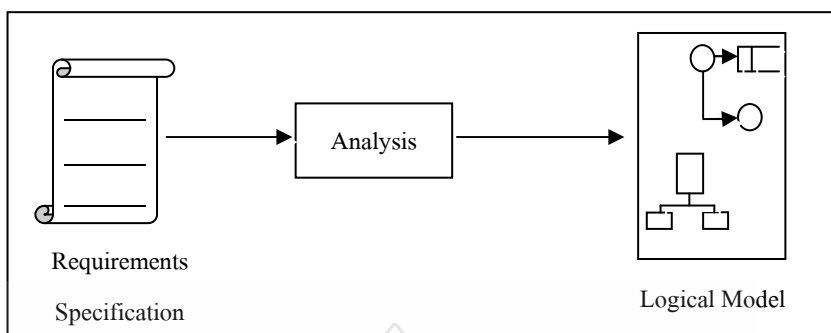 Analysis
Requirements
Specification
Logical Model